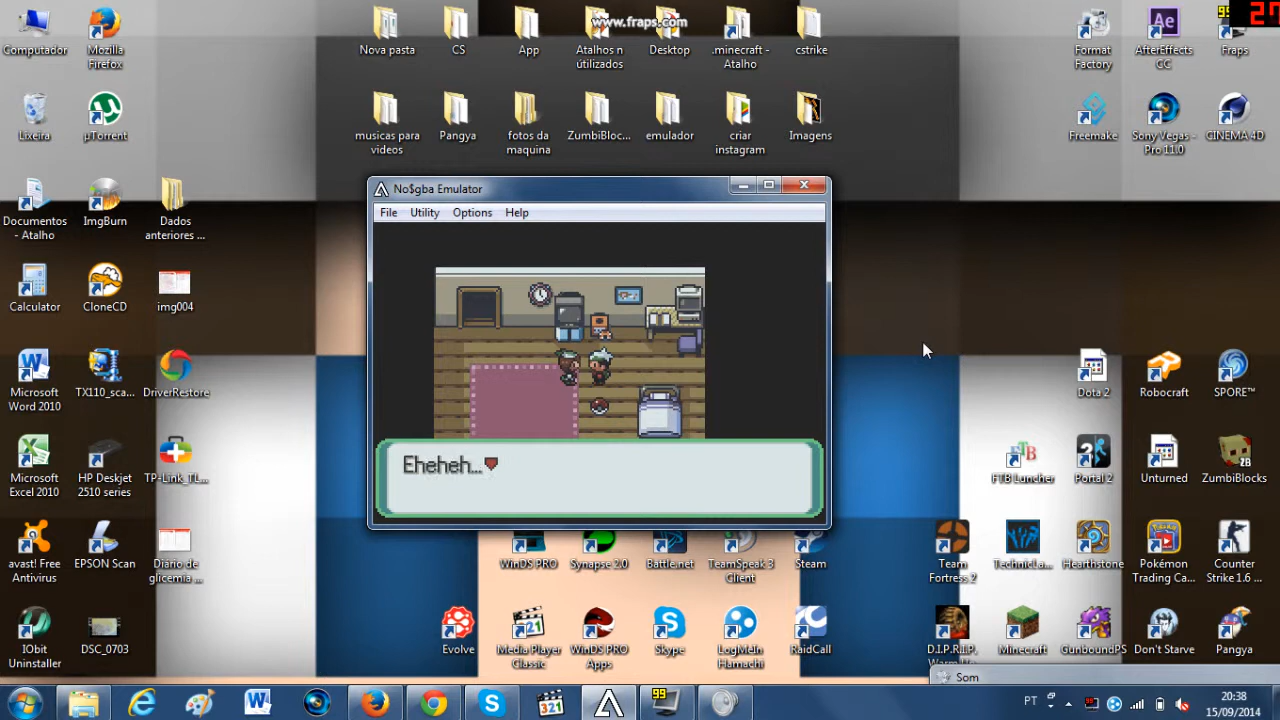 www.fraps.com
Computador
Mozilla
Firefox
Nova pasta
CS
App
Atalhos n
útilizados
Desktop
.minecraft -
Atalho
cstrike
Format
Factory
AfterEffects
CC
Fraps
99
27
Lixeira
µTorrent
musicas para
videos
Pangya
fotos da
maquina
ZumbiBloc...
emulador
criar
instagram
Imagens
Freemake
Sony Vegas -
Pro 11.0
CINEMA 4D
Documentos
- Atalho
ImgBurn
Dados
anteriores ...
No$gba Emulator
File Utility Options Help
Calculator
CloneCD
img004
Eheheh...
Microsoft
Word 2010
TX110_sca...
DriverRestore
Dota 2
Robocraft
SPORE™
Microsoft
Excel 2010
HP Deskjet
2510 series
TP-Link_TL...
FTB Luncher
Portal 2
Unturned
ZumbiBlocks
avast! Free
Antivirus
EPSON Scan
Diario de
glicemia ...
WinDS PRO
Synapse 2.0
Battle.net
TeamSpeak 3
Client
Steam
Team
Fortress 2
TechnicLa...
Hearthstone
Pokémon
Trading Ca...
Counter
Strike 1.6 ...
IObit
Uninstaller
DSC_0703
Evolve
Media Player
Classic
WinDS PRO
Apps
Skype
LogMeIn
Hamachi
RaidCall
D.I.P.R.I.P.
Warm Up
Minecraft
GunboundPS
Don't Starve
Pangya
Som
PT
20:38
15/09/2014